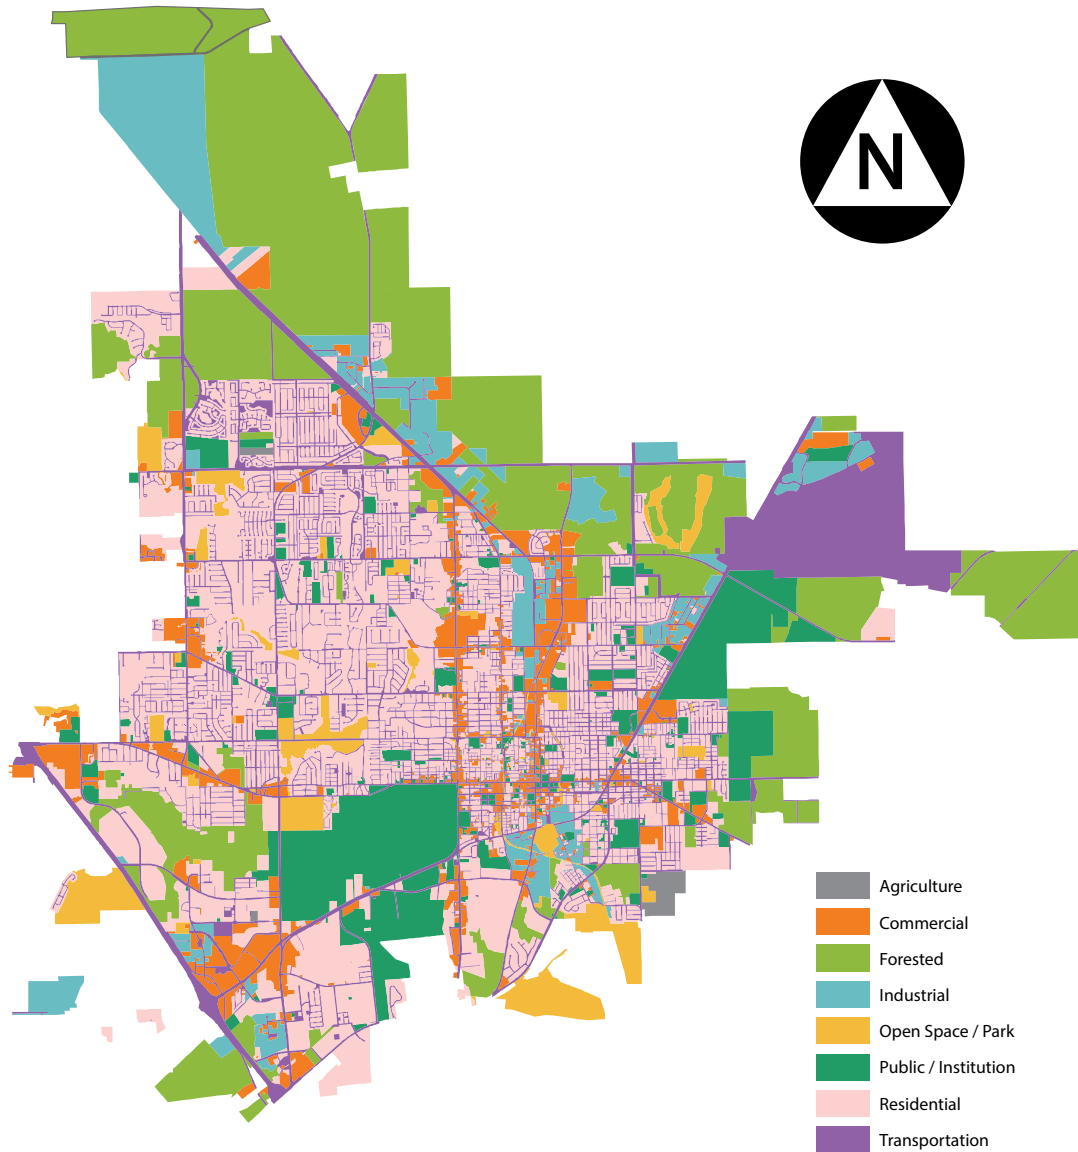 N
Agriculture
Commercial
Forested
Industrial
Open Space / Park
Public / Institution
Residential
Transportation